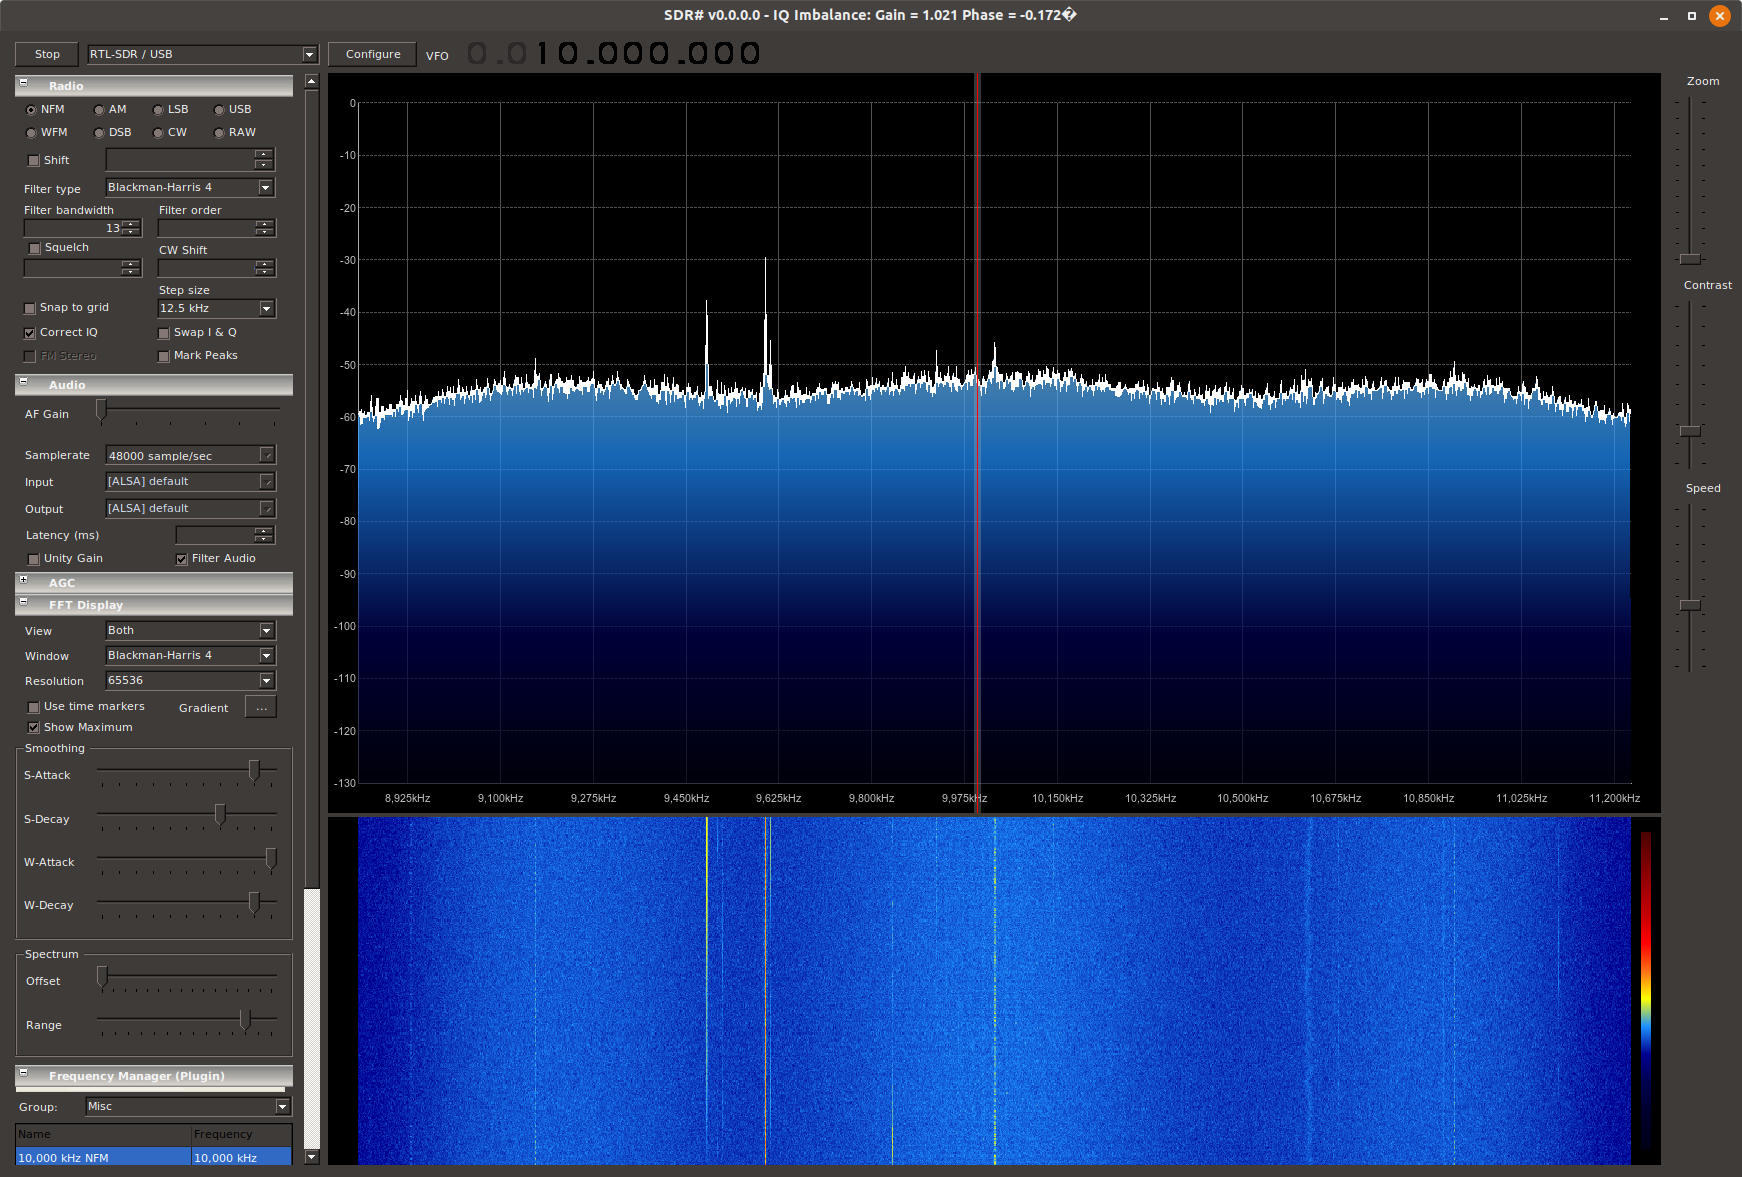 SDR# v0.0.0.0 - IQ Imbalance: Gain = 1.021 Phase = -0.172�
Stop
RTL-SDR / USB
Configure
VFO
0.010.000.000
Radio
NFM AM LSB USB
WFM DSB CW RAW
Shift
Filter type Blackman-Harris 4
Filter bandwidth Filter order
13
Squelch CW Shift
Step size
Snap to grid 12.5 kHz
Correct IQ Swap I & Q
FM Stereo Mark Peaks
Audio
AF Gain
Samplerate 48000 sample/sec
Input [ALSA] default
Output [ALSA] default
Latency (ms)
Unity Gain Filter Audio
AGC
FFT Display
View Both
Window Blackman-Harris 4
Resolution 65536
Use time markers Gradient ...
Show Maximum
Smoothing
S-Attack
S-Decay
W-Attack
W-Decay
Spectrum
Offset
Range
Frequency Manager (Plugin)
Group: Misc
Name Frequency
10,000 kHz NFM 10,000 kHz
0
-10
-20
-30
-40
-50
-60
-70
-80
-90
-100
-110
-120
-130
8,925kHz 9,100kHz 9,275kHz 9,450kHz 9,625kHz 9,800kHz 9,975kHz 10,150kHz 10,325kHz 10,500kHz 10,675kHz 10,850kHz 11,025kHz 11,200kHz
Zoom
Contrast
Speed